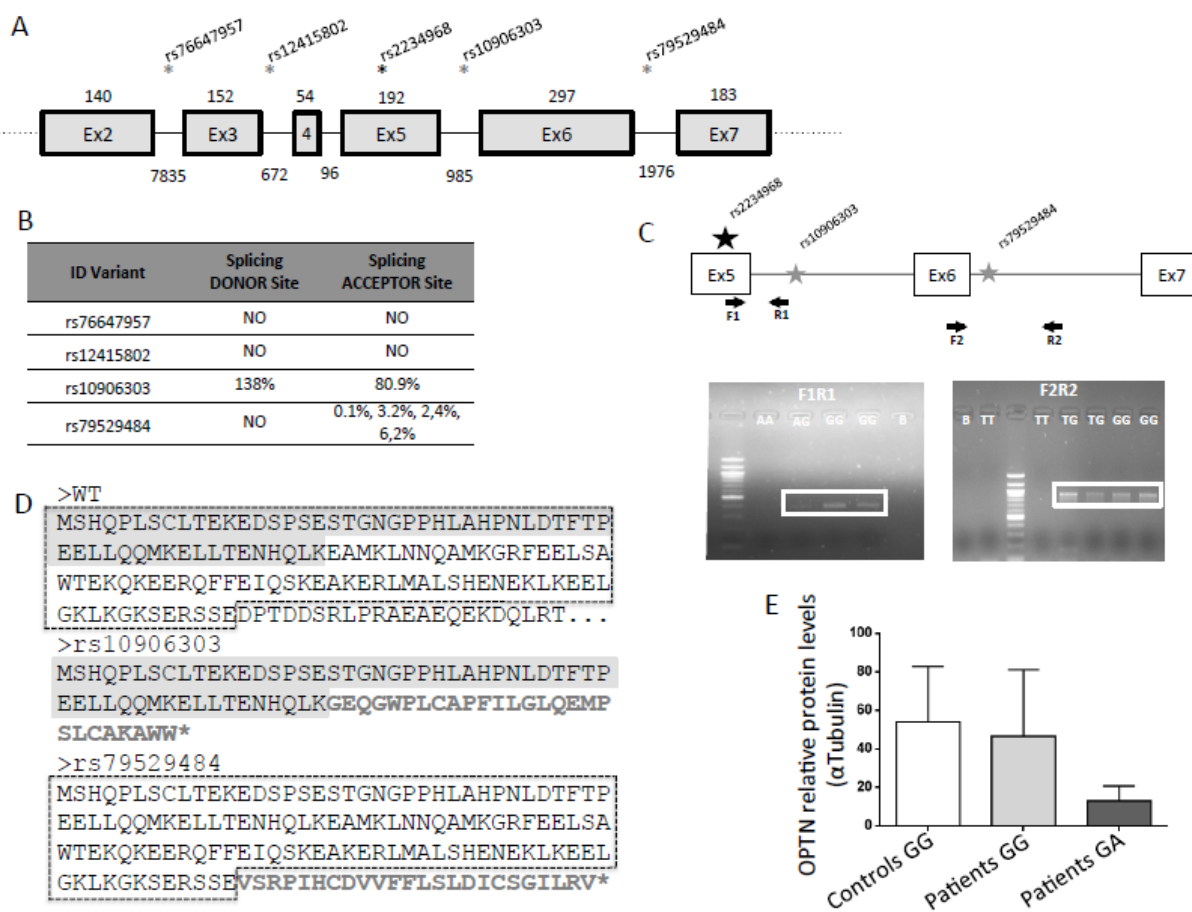 A
rs76647957
rs12415802
rs2234968
rs10906303
rs79529484
* * * * *
140 152 54 192 297 183
Ex2 Ex3 4 Ex5 Ex6 Ex7
7835 672 96 985 1976
B
ID Variant Splicing DONOR Site Splicing ACCEPTOR Site
rs76647957 NO NO
rs12415802 NO NO
rs10906303 138% 80.9%
rs79529484 NO 0.1%, 3.2%, 2,4%,
6,2%
C
rs2234968
rs10906303
rs79529484
Ex5 Ex6 Ex7
F1 R1
F2 R2
F1R1
AA AG GG GG B
F2R2
B TT TT TG TG GG GG
D
>WT
MSHQPLSCLTEKEDSPSESTGNGPPHLAHPNLDTFTP
EELLQQMKELLTENHQLKEAMKLNNQAMKGRFEELSA
WTEKQKEERQFFEIQSKEAKERLMALSHENEKLKEEL
GKLKGKSERSSEDPTDDSRLPRAEAEQEKDQLRT...
>rs10906303
MSHQPLSCLTEKEDSPSESTGNGPPHLAHPNLDTFTP
EELLQQMKELLTENHQLKGEQGWPLCAPFILGLQEMP
SLCAKAWW*
>rs79529484
MSHQPLSCLTEKEDSPSESTGNGPPHLAHPNLDTFTP
EELLQQMKELLTENHQLKEAMKLNNQAMKGRFEELSA
WTEKQKEERQFFEIQSKEAKERLMALSHENEKLKEEL
GKLKGKSERSSEVSRPIHCDVVFFLSLDICSGILRV*
E
OPTN relative protein levels
(αTubulin)
100
80
60
40
20
0
Controls GG
Patients GG
Patients GA